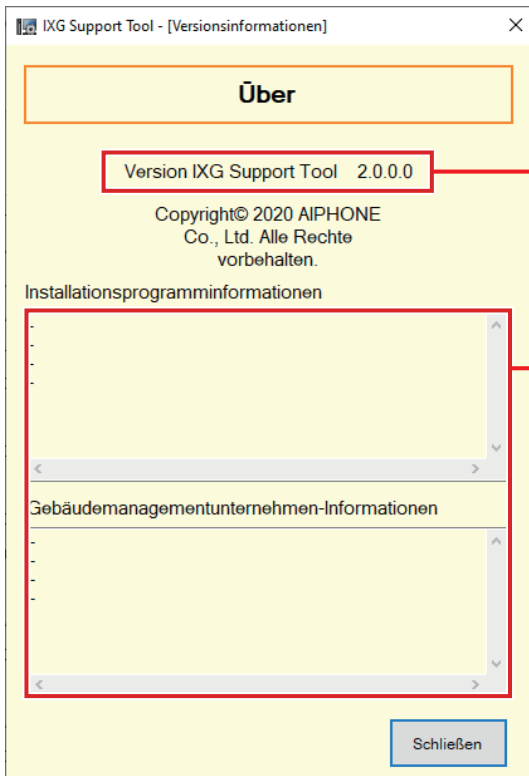 IXG Support Tool - [Versionsinformationen]
Über
Version IXG Support Tool 2.0.0.0
Copyright© 2020 AIPHONE
Co., Ltd. Alle Rechte
vorbehalten.
Installationsprogramminformationen
-
-
-
-
Gebäudemanagementunternehmen-Informationen
-
-
-
-
Schließen